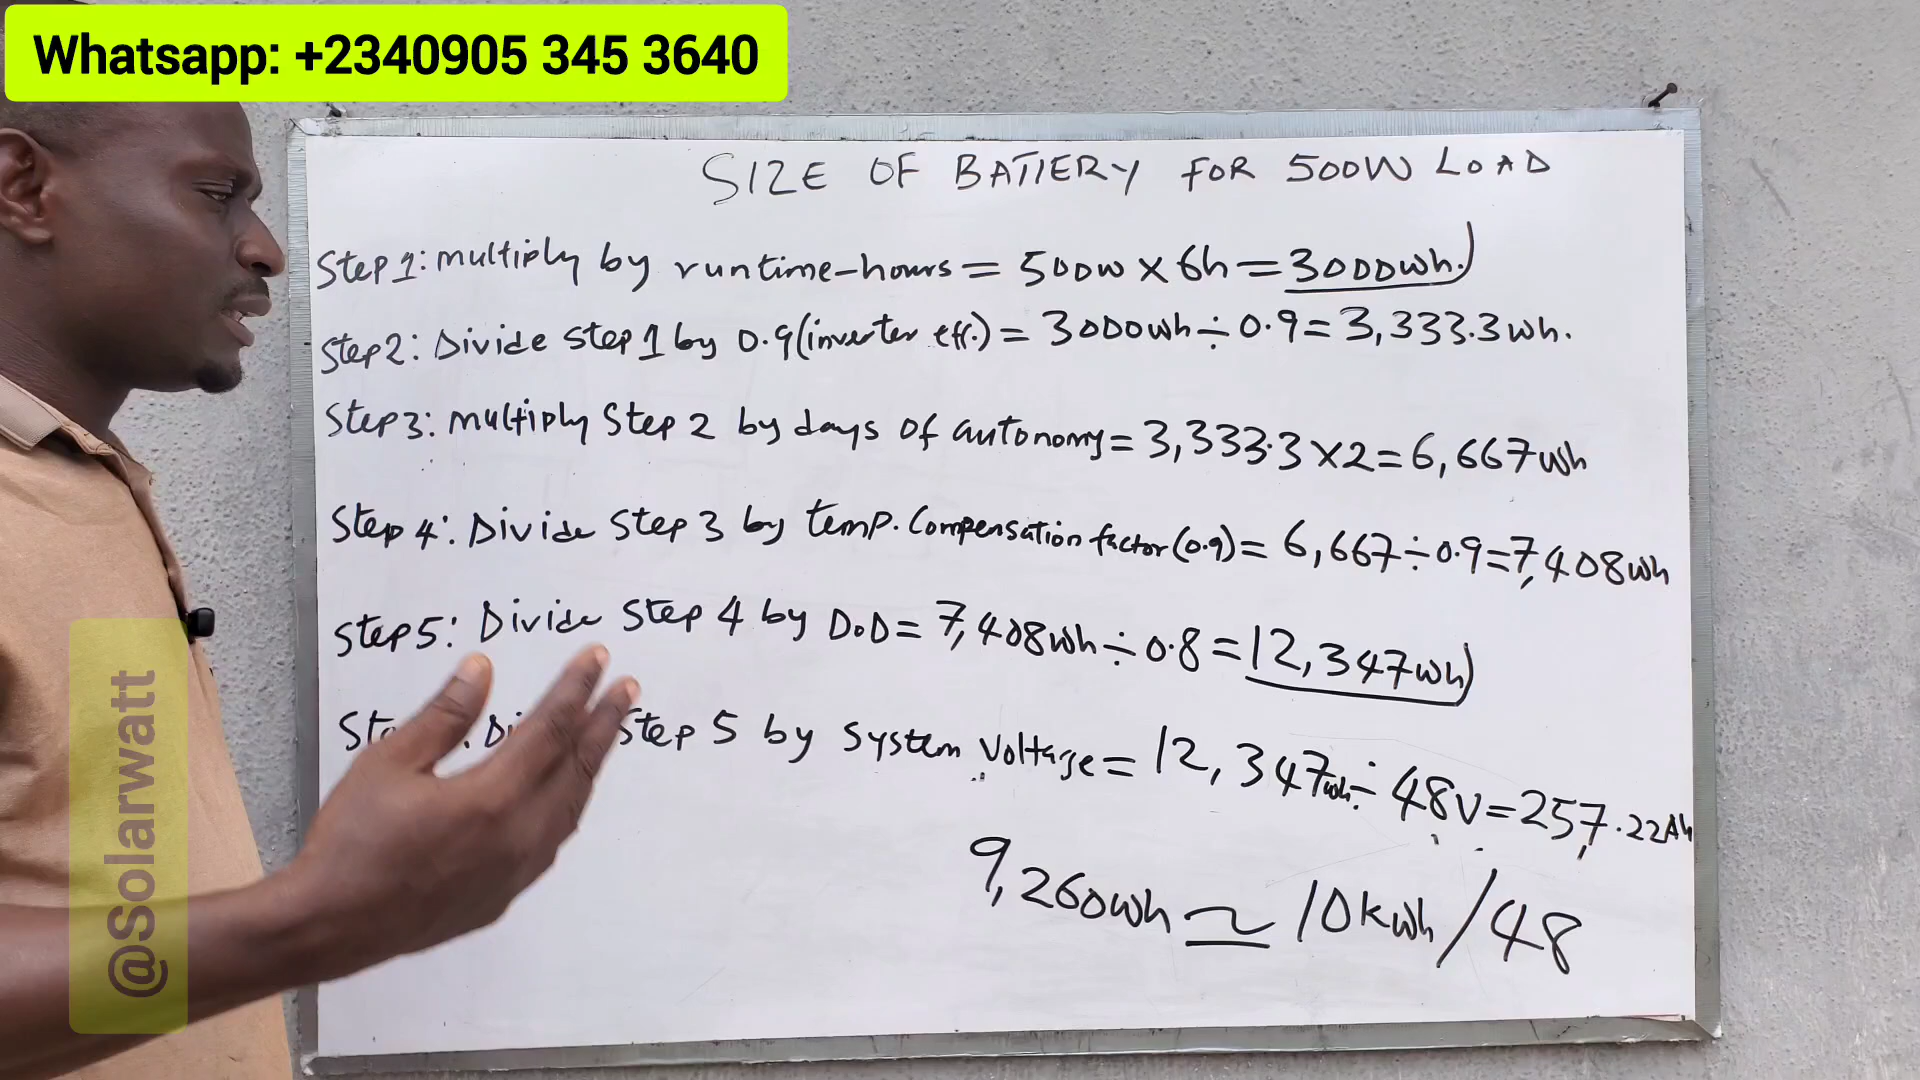 Whatsapp: +2340905 345 3640
SIZE OF BATTERY FOR 500W LOAD
Step 1: multiply by runtime-hours = 500w x 6h = 3000wh.
Step 2: Divide Step 1 by 0.9 (inverter eff.) = 3000wh ÷ 0.9 = 3,333.3wh.
Step 3: multiply Step 2 by days of autonomy = 3,333.3 x 2 = 6,667wh
Step 4: Divide Step 3 by temp. Compensation factor (0.9) = 6,667 ÷ 0.9 = 7,408wh
Step 5: Divide Step 4 by D.O.D = 7,408wh ÷ 0.8 = 12,347wh
Step 5 by System Voltage = 12,347wh ÷ 48V = 257.22Ah
9,260wh ≃ 10kwh / 48
@Solarwatt